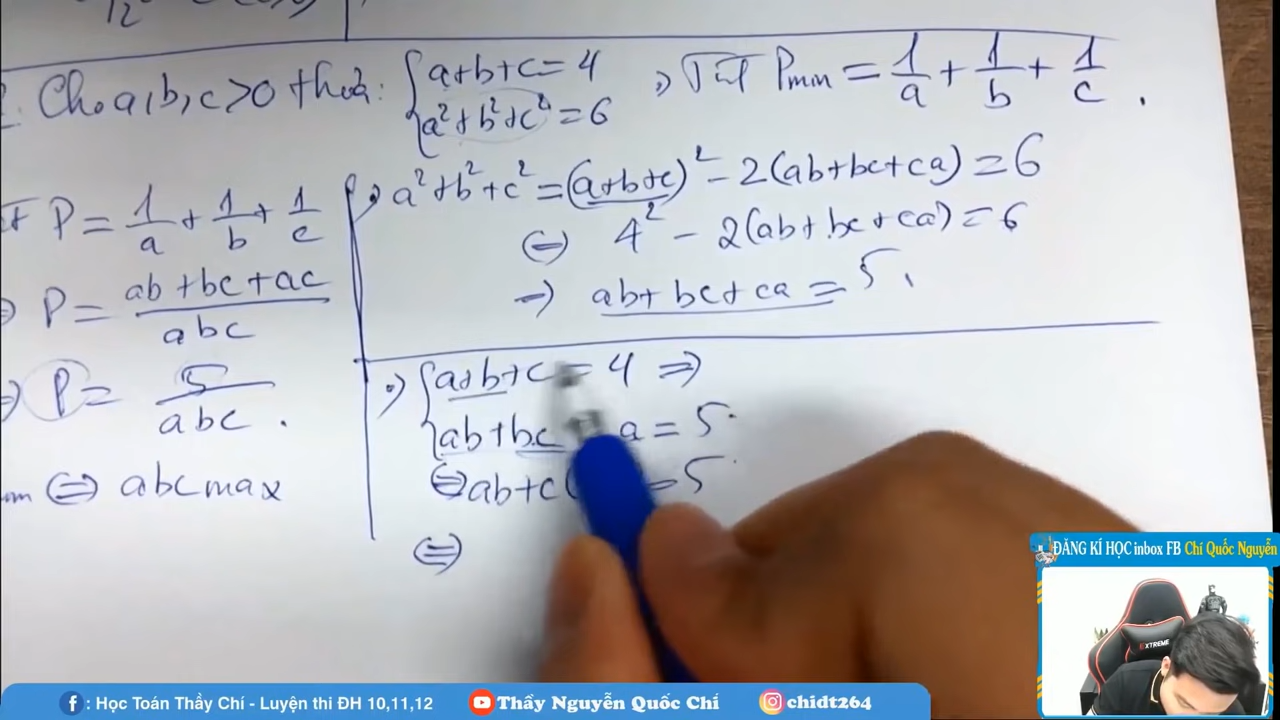 12
2. Cho a,b,c>0 thoả: {a+b+c=4 , Tìm Pmin = 1/a + 1/b + 1/c .
a²+b²+c²=6
P = 1/a + 1/b + 1/c
P = ab+bc+ac / abc
⇒ P = 5 / abc .
⇔ abc max
•, a²+b²+c² = (a+b+c)² - 2(ab+bc+ca) = 6
⇔ 4² - 2(ab+bc+ca) = 6
→ ab+bc+ca = 5.
•) {a+b+c = 4 ⇒
ab+bc a = 5.
⇔ ab+c( = 5
⇔
ĐĂNG KÍ HỌC inbox FB Chí Quốc Nguyễn
EXTREME
f : Học Toán Thầy Chí - Luyện thi ĐH 10,11,12 Thầy Nguyễn Quốc Chí chidt264